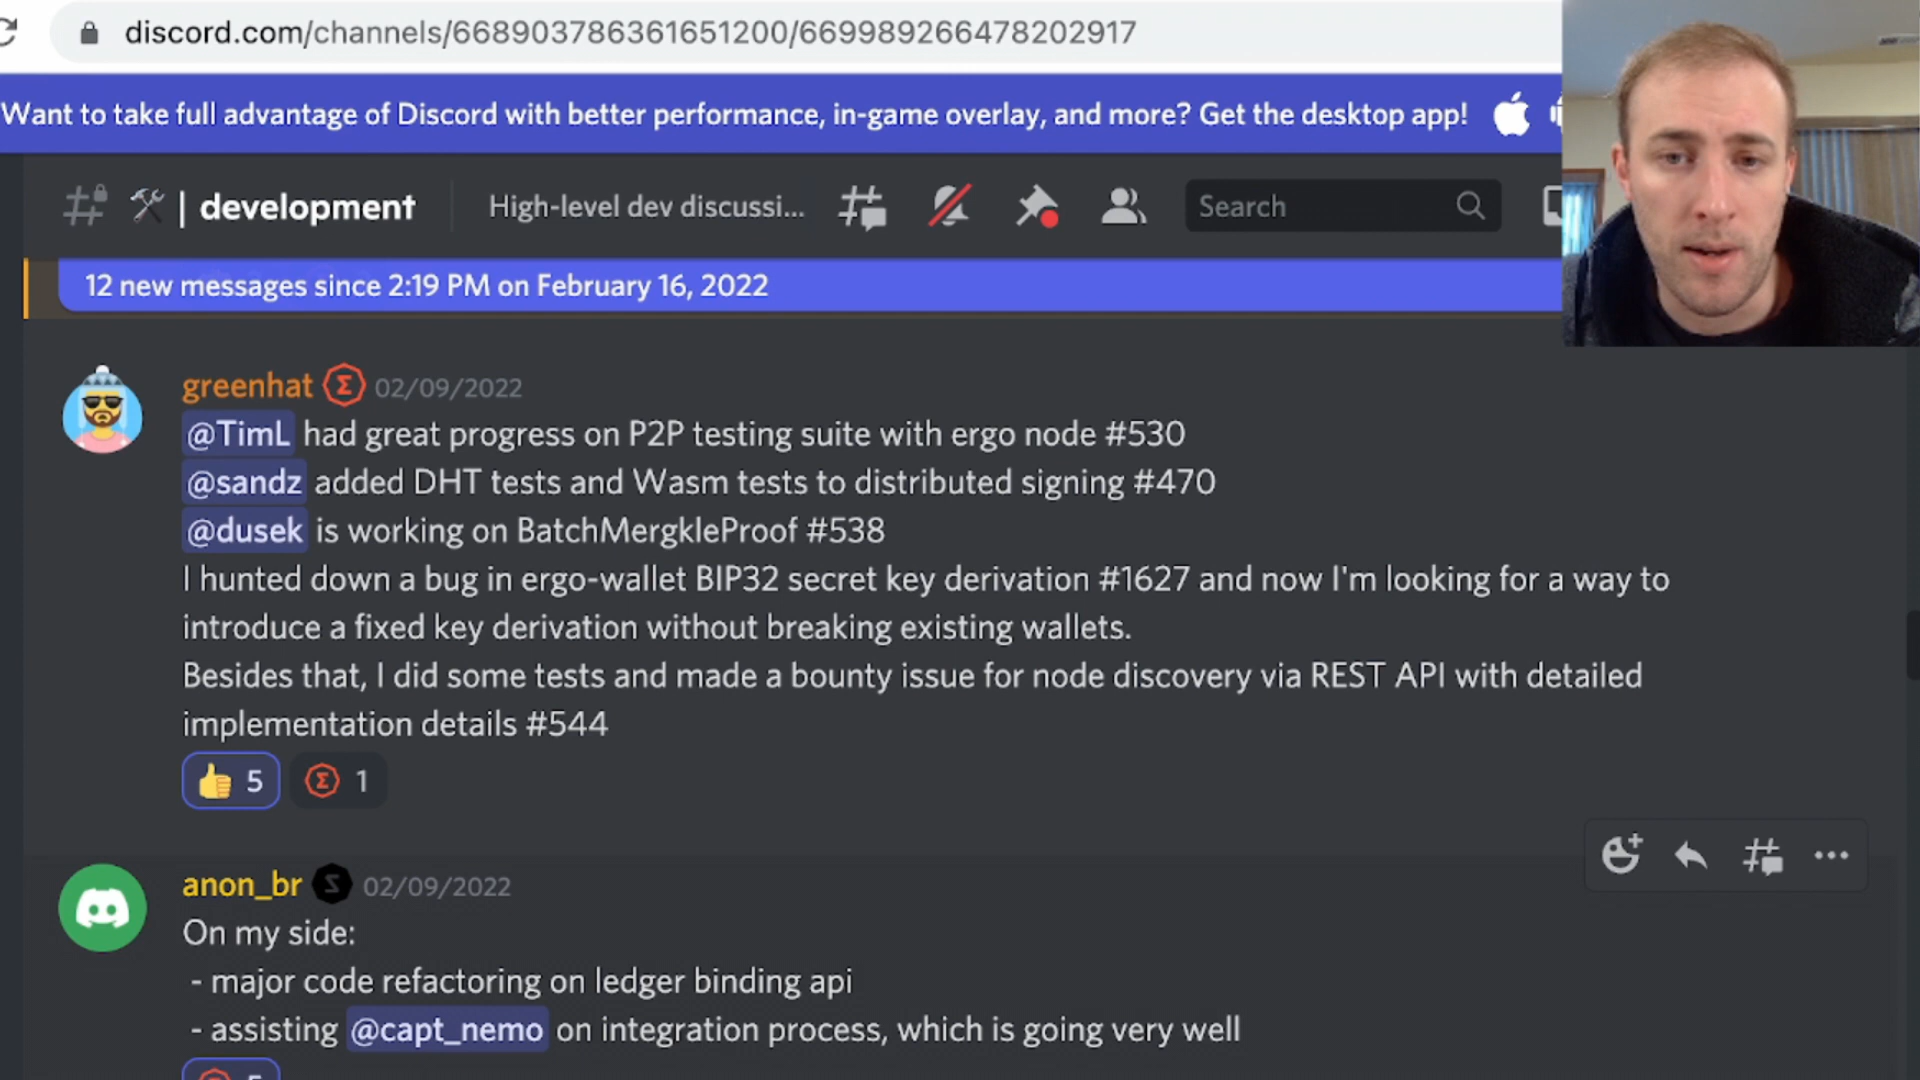 discord.com/channels/668903786361651200/669989266478202917
Want to take full advantage of Discord with better performance, in-game overlay, and more? Get the desktop app!
| development
High-level dev discussi...
Search
12 new messages since 2:19 PM on February 16, 2022
greenhat Σ 02/09/2022
@TimL had great progress on P2P testing suite with ergo node #530
@sandz added DHT tests and Wasm tests to distributed signing #470
@dusek is working on BatchMergkleProof #538
I hunted down a bug in ergo-wallet BIP32 secret key derivation #1627 and now I'm looking for a way to
introduce a fixed key derivation without breaking existing wallets.
Besides that, I did some tests and made a bounty issue for node discovery via REST API with detailed
implementation details #544
5 Σ 1
anon_br 02/09/2022
On my side:
- major code refactoring on ledger binding api
- assisting @capt_nemo on integration process, which is going very well